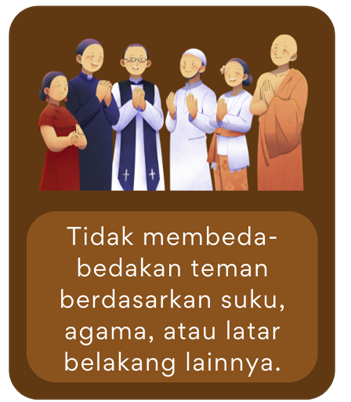 Tidak membeda-
bedakan teman
berdasarkan suku,
agama, atau latar
belakang lainnya.